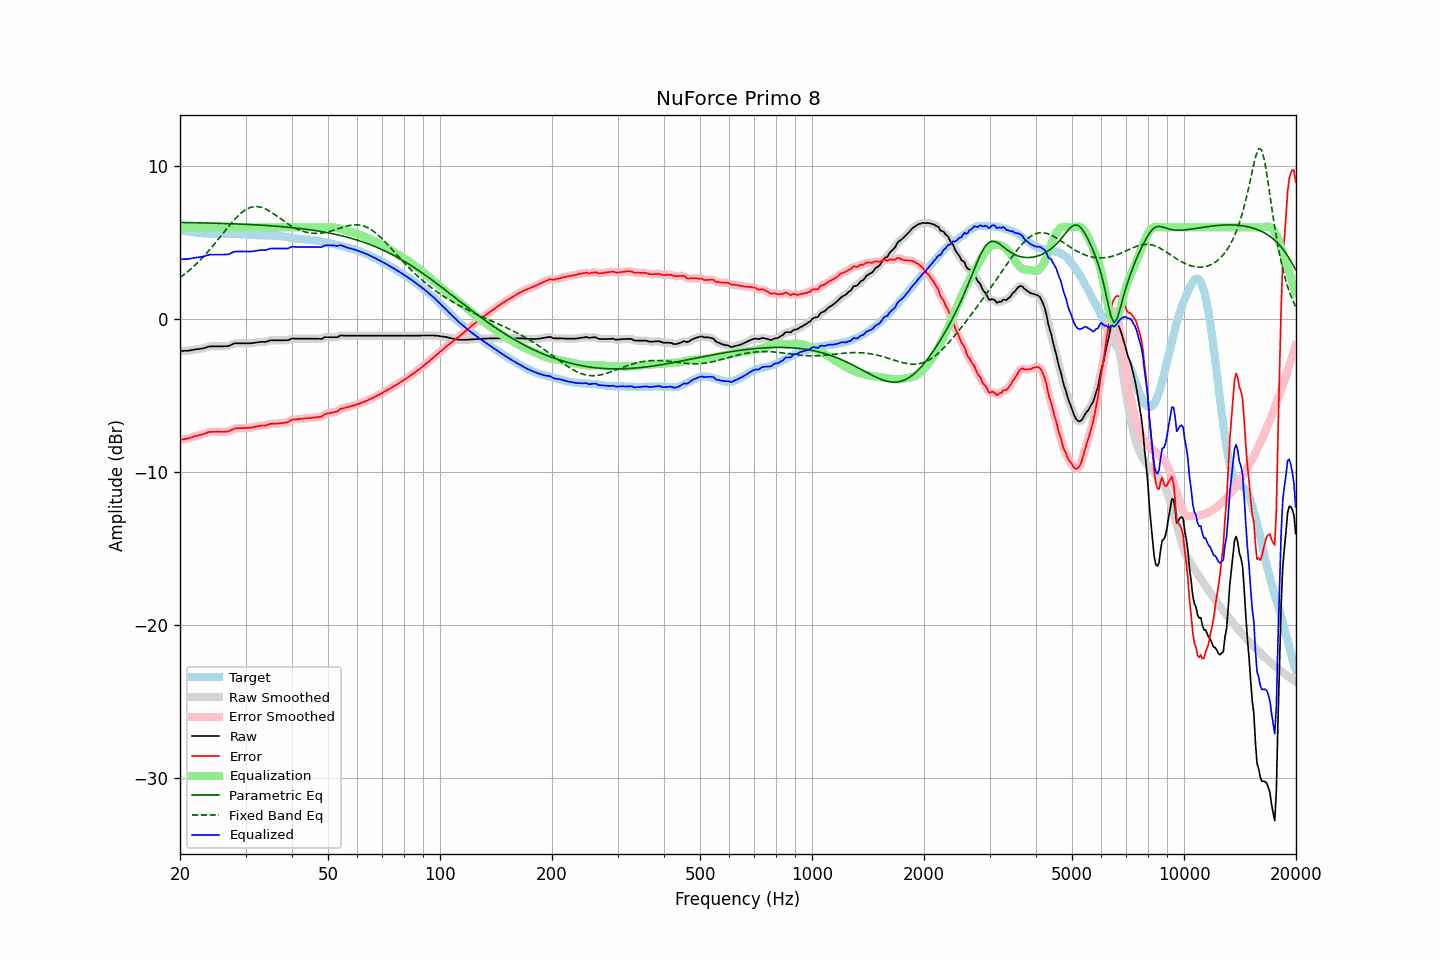 NuForce Primo 8
Amplitude (dBr)
10
0
−10
−20
−30
Target
Raw Smoothed
Error Smoothed
Raw
Error
Equalization
Parametric Eq
Fixed Band Eq
Equalized
20 50 100 200 500 1000 2000 5000 10000 20000
Frequency (Hz)